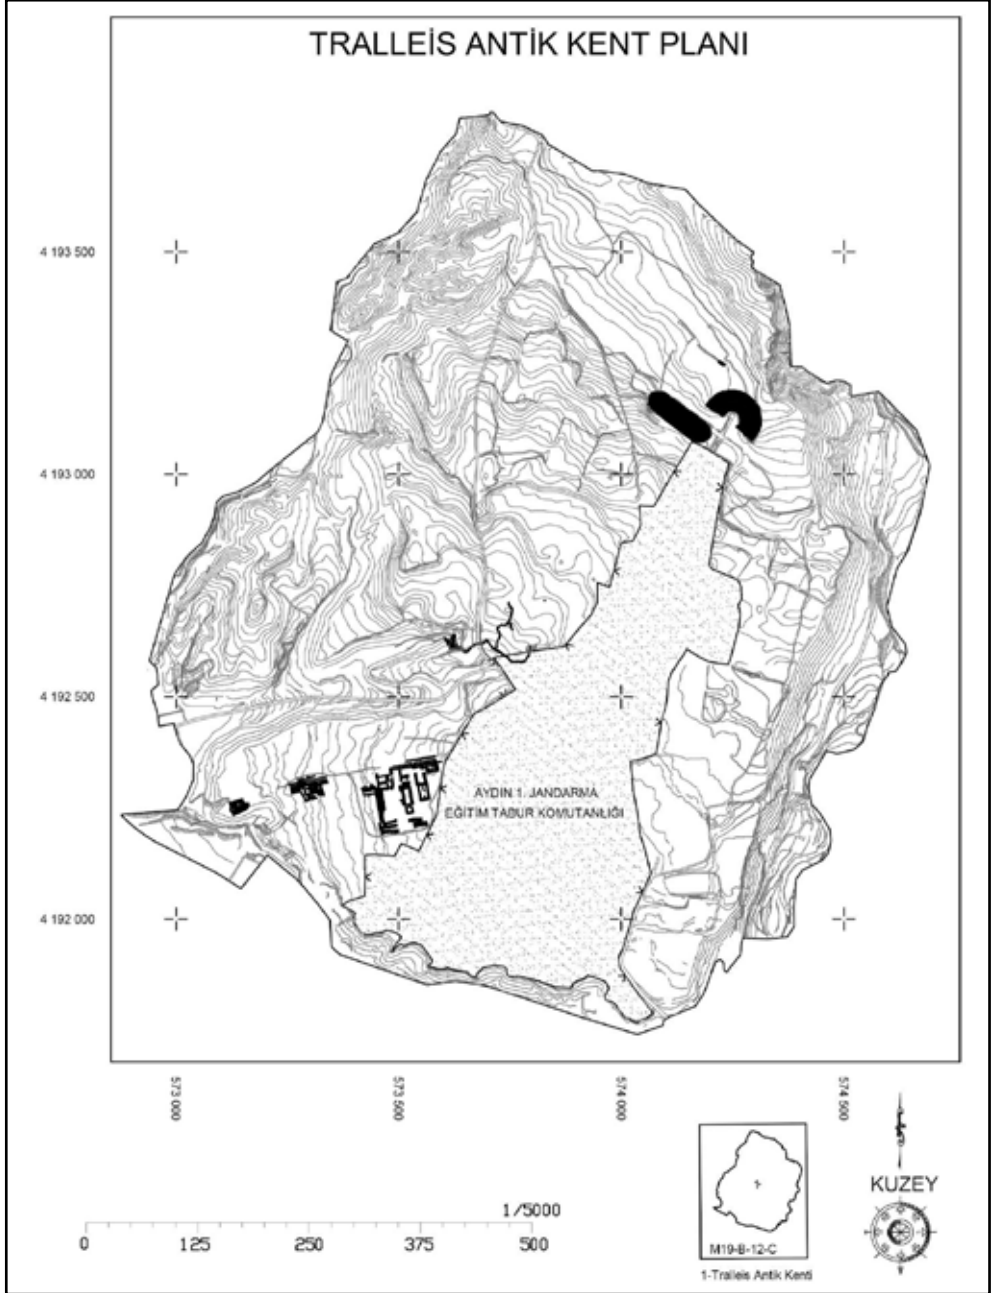 TRALLEİS ANTİK KENT PLANI
4 193 500
4 193 000
4 192 500
4 192 000
AYDIN 1. JANDARMA
EĞİTİM TABUR KOMUTANLIĞI
573 000
573 500
574 000
574 500
KUZEY
1/5000
0 125 250 375 500
M19-B-12-C
1-Tralleis Antik Kenti